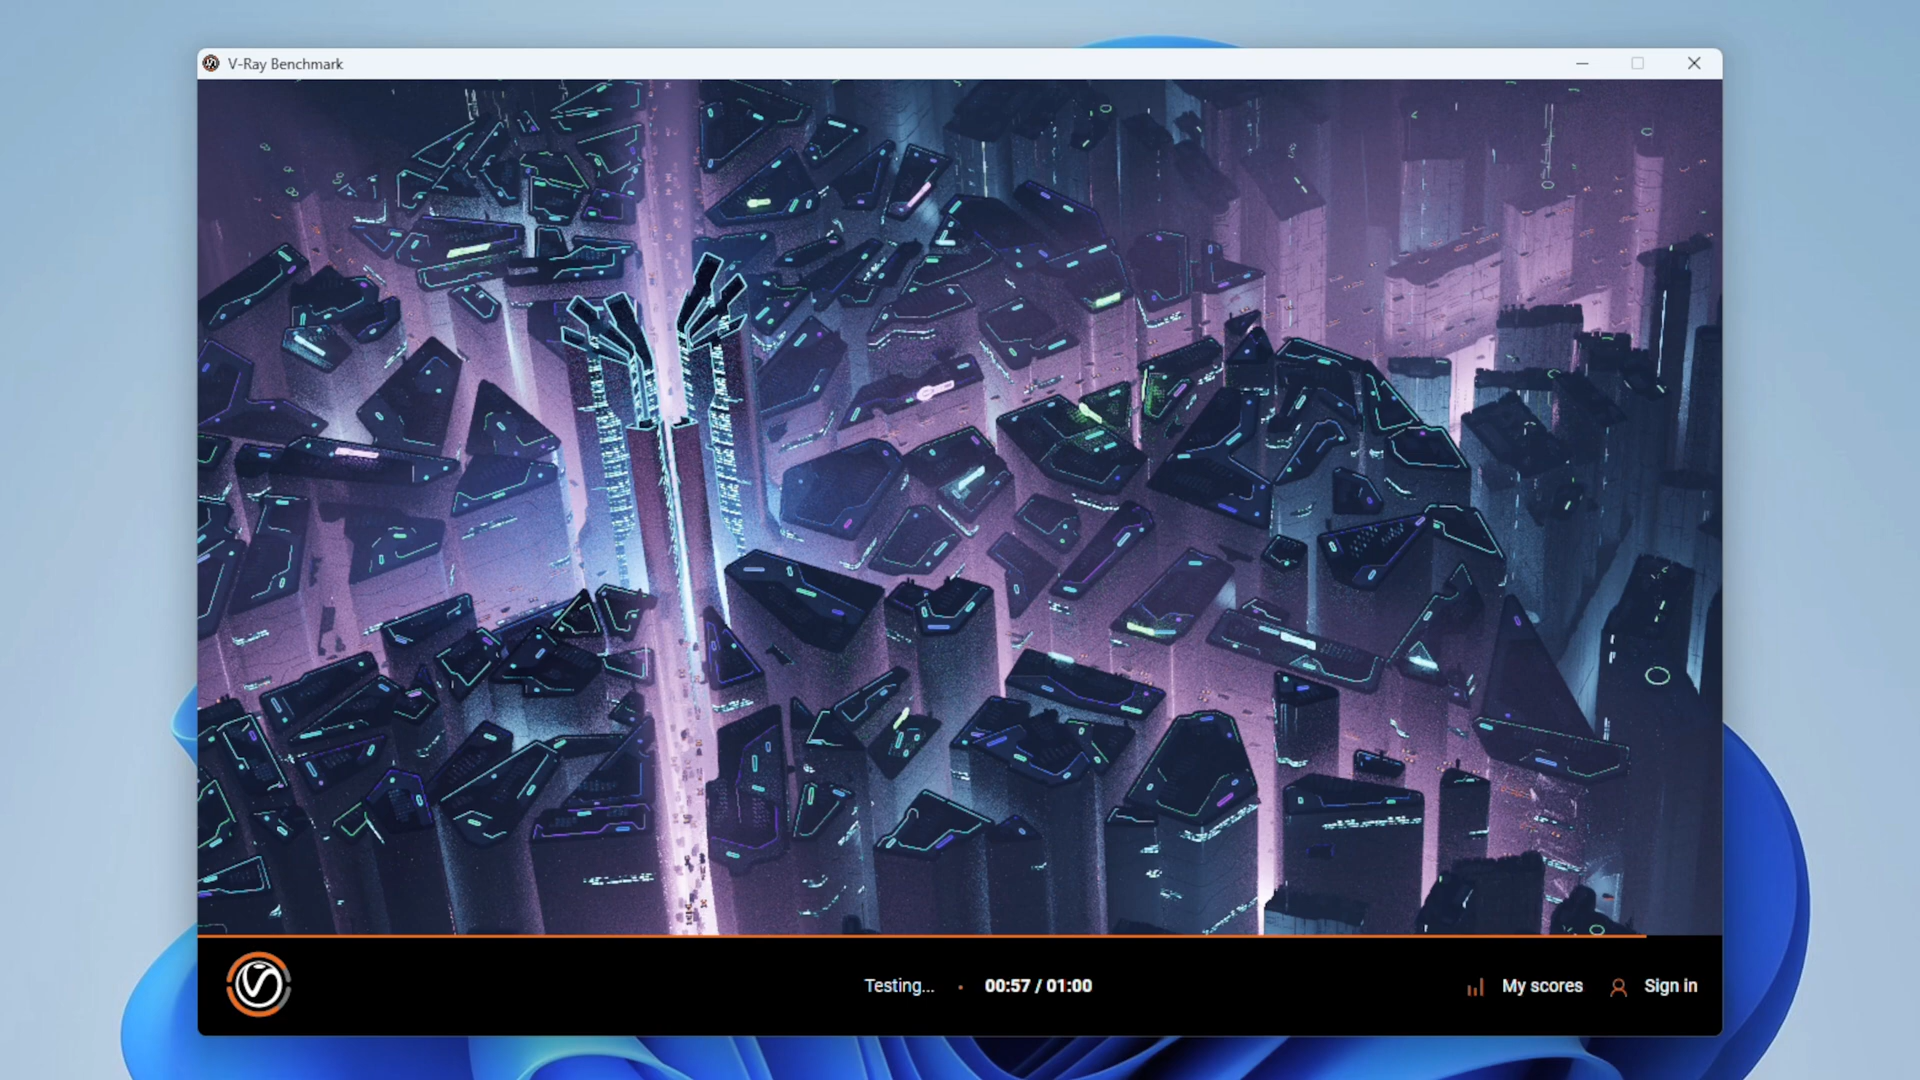 V-Ray Benchmark
Testing... • 00:57 / 01:00
My scores
Sign in